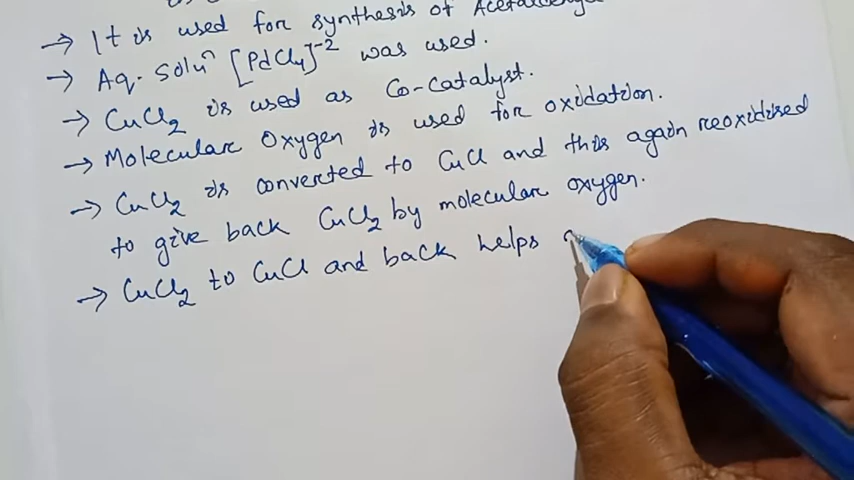 → It is used for synthesis of
→ Aq. Soluⁿ [PdCl₄]⁻² was used.
→ CuCl₂ is used as Co-catalyst.
→ Molecular Oxygen is used for oxidation.
→ CuCl₂ is converted to CuCl and this again reoxidised
to give back CuCl₂ by molecular oxygen.
→ CuCl₂ to CuCl and back helps